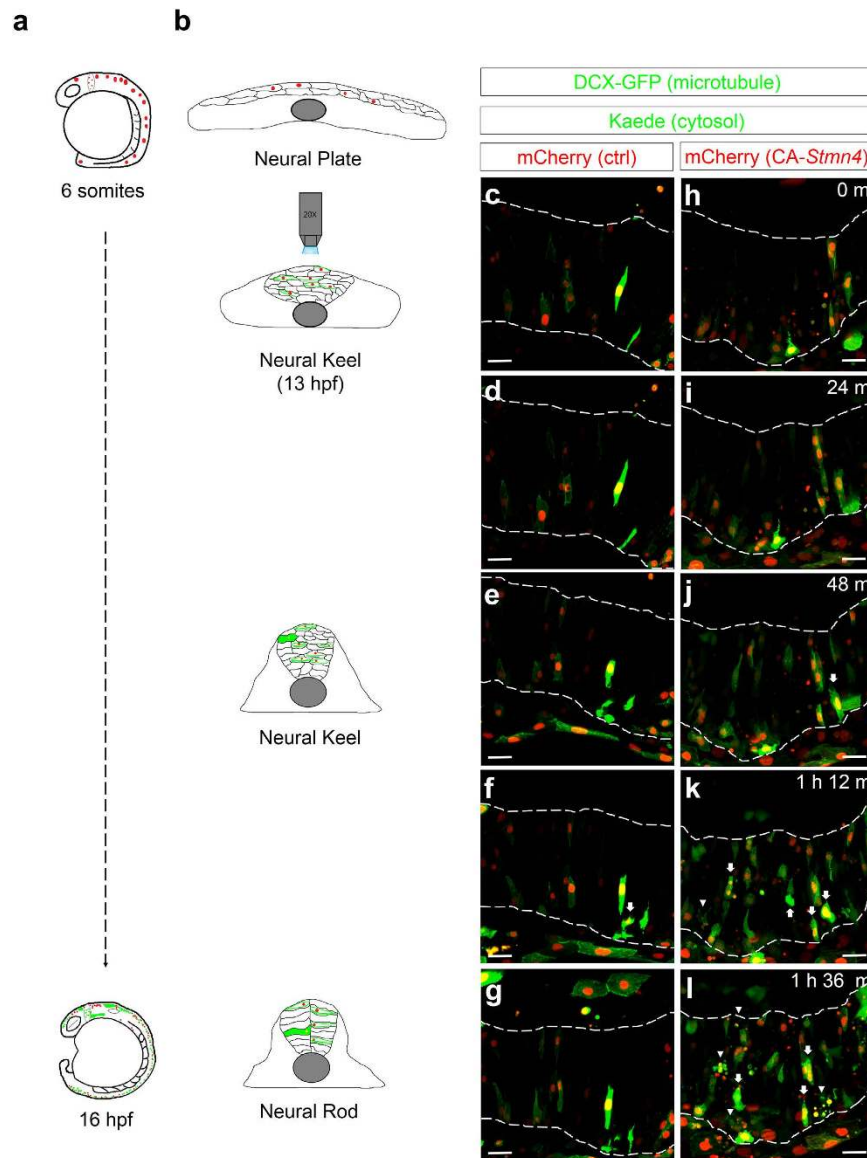 a
b
6 somites
16 hpf
Neural Plate
20X
Neural Keel
(13 hpf)
Neural Keel
Neural Rod
DCX-GFP (microtubule)
Kaede (cytosol)
mCherry (ctrl)
mCherry (CA-Stmn4)
c
h
0 m
d
i
24 m
e
j
48 m
f
k
1 h 12 m
g
l
1 h 36 m